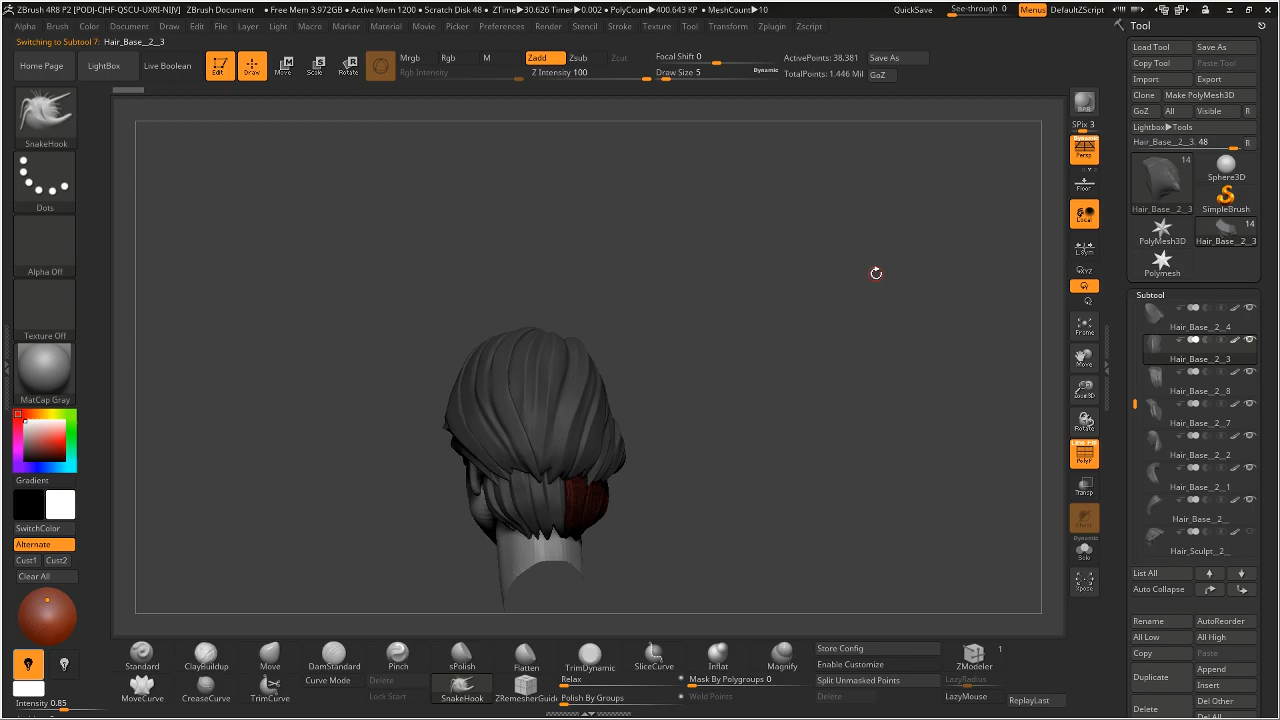 ZBrush 4R8 P2 [PODJ-CJHF-QSCU-UXRI-NIJV] ZBrush Document • Free Mem 3.972GB • Active Mem 1200 • Scratch Disk 48 • ZTime▶30.626 Timer▶0.002 • PolyCount▶400.643 KP • MeshCount▶10 QuickSave See-through 0 Menus DefaultZScript
Alpha Brush Color Document Draw Edit File Layer Light Macro Marker Material Movie Picker Preferences Render Stencil Stroke Texture Tool Transform Zplugin Zscript
Switching to Subtool 7: Hair_Base__2__3
Home Page LightBox Live Boolean Edit Draw Move Scale Rotate
Mrgb Rgb M
Rgb Intensity
Zadd Zsub Zcut
Z Intensity 100
Focal Shift 0
Draw Size 5 Dynamic
ActivePoints: 38,381 Save As
TotalPoints: 1.446 Mil GoZ
SnakeHook
Dots
Alpha Off
Texture Off
MatCap Gray
Gradient
SwitchColor
Alternate
Cust1 Cust2
Clear All
Intensity 0.85
BPR
SPix 3
Dynamic
Persp
Floor
Local
L.Sym
Frame
Move
Zoom3D
Rotate
Line Fill
PolyF
Transp
Dynamic
Solo
Xpose
Tool
Load Tool Save As
Copy Tool Paste Tool
Import Export
Clone Make PolyMesh3D
GoZ All Visible R
Lightbox▶Tools
Hair_Base__2__3. 48 R
14
Hair_Base__2__3
Sphere3D
SimpleBrush
PolyMesh3D
14
Hair_Base__2__3
Polymesh
Subtool
Hair_Base__2__4
Hair_Base__2__3
Hair_Base__2__8
Hair_Base__2__7
Hair_Base__2__2
Hair_Base__2__1
Hair_Base__2__
Hair_Sculpt__2__
List All
Auto Collapse
Rename AutoReorder
All Low All High
Copy Paste
Duplicate Append
Insert
Delete Del Other
Del All
Standard ClayBuildup Move DamStandard Pinch sPolish Flatten TrimDynamic SliceCurve Inflat Magnify
MoveCurve CreaseCurve TrimCurve Curve Mode Delete
Lock Start
SnakeHook ZRemesherGuide
Relax
Polish By Groups
Mask By Polygroups 0
Weld Points
Store Config
Enable Customize
Split Unmasked Points
Delete
ZModeler 1
LazyRadius
LazyMouse ReplayLast